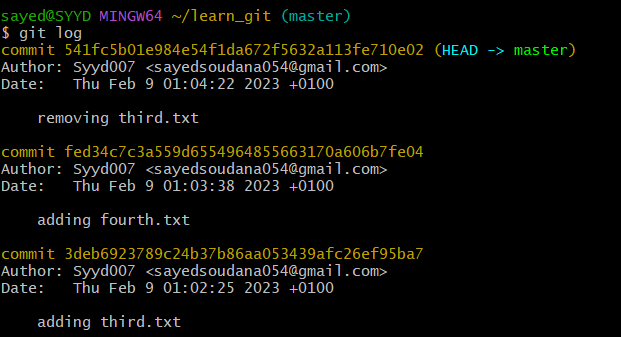 sayed@SYYD MINGW64 ~/learn_git (master)
$ git log
commit 541fc5b01e984e54f1da672f5632a113fe710e02 (HEAD -> master)
Author: Syyd007 <sayedsoudana054@gmail.com>
Date:   Thu Feb 9 01:04:22 2023 +0100
    removing third.txt
commit fed34c7c3a559d6554964855663170a606b7fe04
Author: Syyd007 <sayedsoudana054@gmail.com>
Date:   Thu Feb 9 01:03:38 2023 +0100
    adding fourth.txt
commit 3deb6923789c24b37b86aa053439afc26ef95ba7
Author: Syyd007 <sayedsoudana054@gmail.com>
Date:   Thu Feb 9 01:02:25 2023 +0100
    adding third.txt